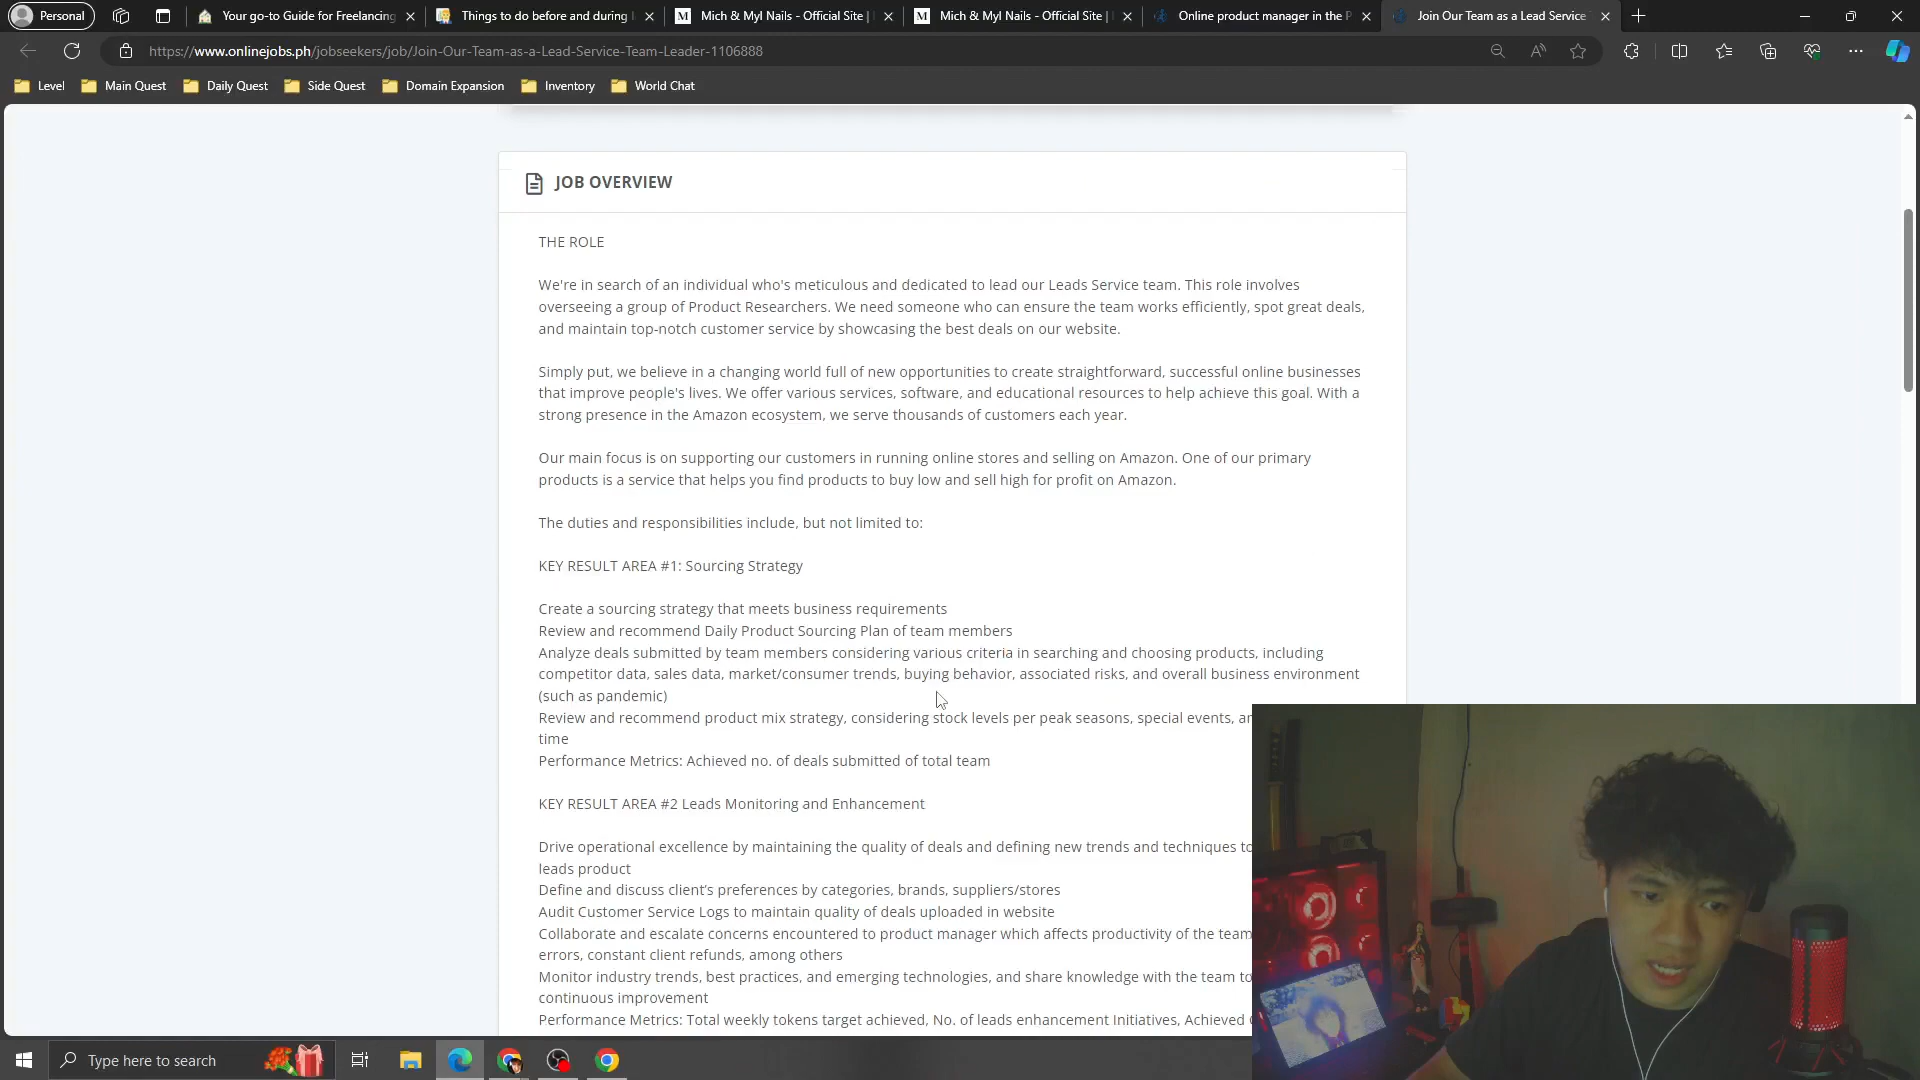 Personal
Your go-to Guide for Freelancing
Things to do before and during
Mich & Myl Nails - Official Site |
Mich & Myl Nails - Official Site |
Online product manager in the P
Join Our Team as a Lead Service
https://www.onlinejobs.ph/jobseekers/job/Join-Our-Team-as-a-Lead-Service-Team-Leader-1106888
Level
Main Quest
Daily Quest
Side Quest
Domain Expansion
Inventory
World Chat
JOB OVERVIEW
THE ROLE
We're in search of an individual who's meticulous and dedicated to lead our Leads Service team. This role involves
overseeing a group of Product Researchers. We need someone who can ensure the team works efficiently, spot great deals,
and maintain top-notch customer service by showcasing the best deals on our website.
Simply put, we believe in a changing world full of new opportunities to create straightforward, successful online businesses
that improve people's lives. We offer various services, software, and educational resources to help achieve this goal. With a
strong presence in the Amazon ecosystem, we serve thousands of customers each year.
Our main focus is on supporting our customers in running online stores and selling on Amazon. One of our primary
products is a service that helps you find products to buy low and sell high for profit on Amazon.
The duties and responsibilities include, but not limited to:
KEY RESULT AREA #1: Sourcing Strategy
Create a sourcing strategy that meets business requirements
Review and recommend Daily Product Sourcing Plan of team members
Analyze deals submitted by team members considering various criteria in searching and choosing products, including
competitor data, sales data, market/consumer trends, buying behavior, associated risks, and overall business environment
(such as pandemic)
Review and recommend product mix strategy, considering stock levels per peak seasons, special events,
time
Performance Metrics: Achieved no. of deals submitted of total team
KEY RESULT AREA #2 Leads Monitoring and Enhancement
Drive operational excellence by maintaining the quality of deals and defining new trends and techniques to
leads product
Define and discuss client's preferences by categories, brands, suppliers/stores
Audit Customer Service Logs to maintain quality of deals uploaded in website
Collaborate and escalate concerns encountered to product manager which affects productivity of the team
errors, constant client refunds, among others
Monitor industry trends, best practices, and emerging technologies, and share knowledge with the team to
continuous improvement
Performance Metrics: Total weekly tokens target achieved, No. of leads enhancement Initiatives, Achieved
Type here to search